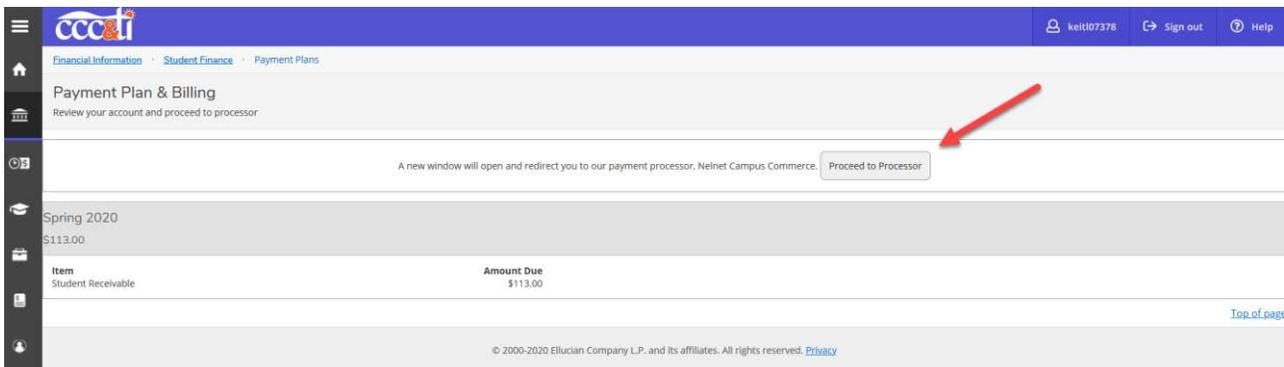 ccc&ti
keitl07378 Sign out Help
Financial Information · Student Finance · Payment Plans
Payment Plan & Billing
Review your account and proceed to processor
A new window will open and redirect you to our payment processor, Nelnet Campus Commerce. Proceed to Processor
Spring 2020
$113.00
Item Amount Due
Student Receivable $113.00
Top of page
© 2000-2020 Ellucian Company L.P. and its affiliates. All rights reserved. Privacy